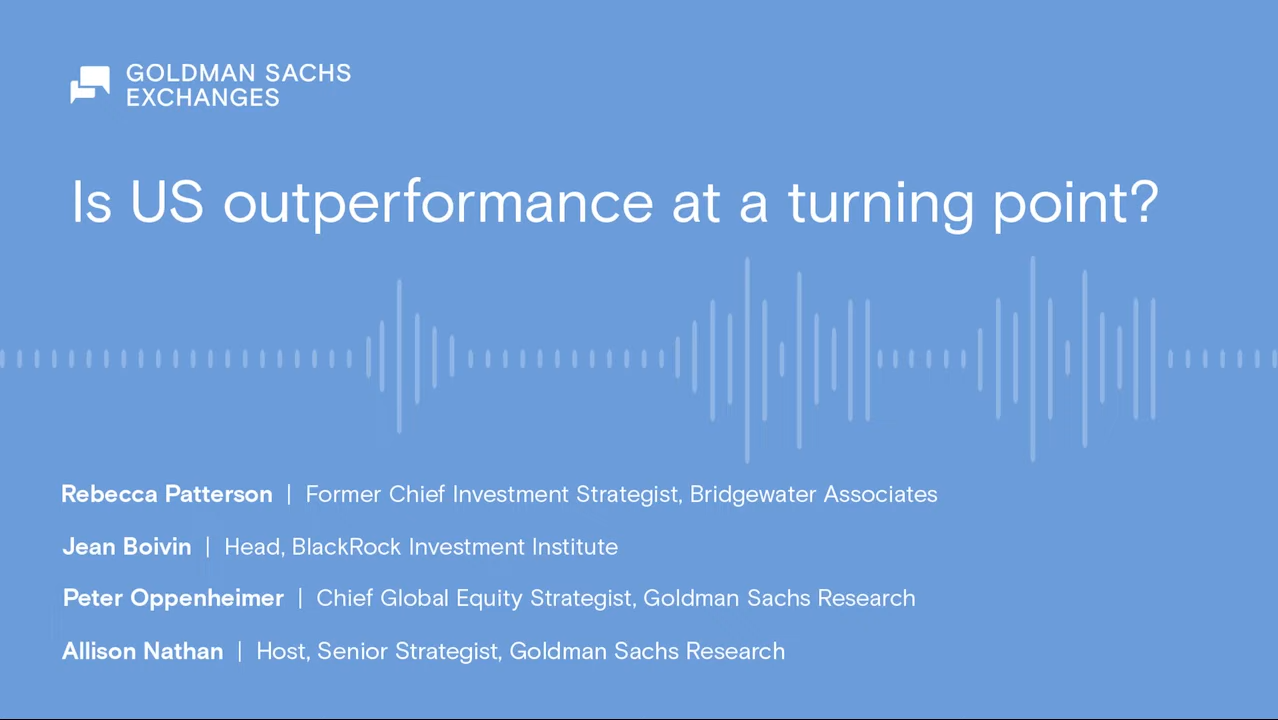 GOLDMAN SACHS
EXCHANGES
Is US outperformance at a turning point?
Rebecca Patterson | Former Chief Investment Strategist, Bridgewater Associates
Jean Boivin | Head, BlackRock Investment Institute
Peter Oppenheimer | Chief Global Equity Strategist, Goldman Sachs Research
Allison Nathan | Host, Senior Strategist, Goldman Sachs Research